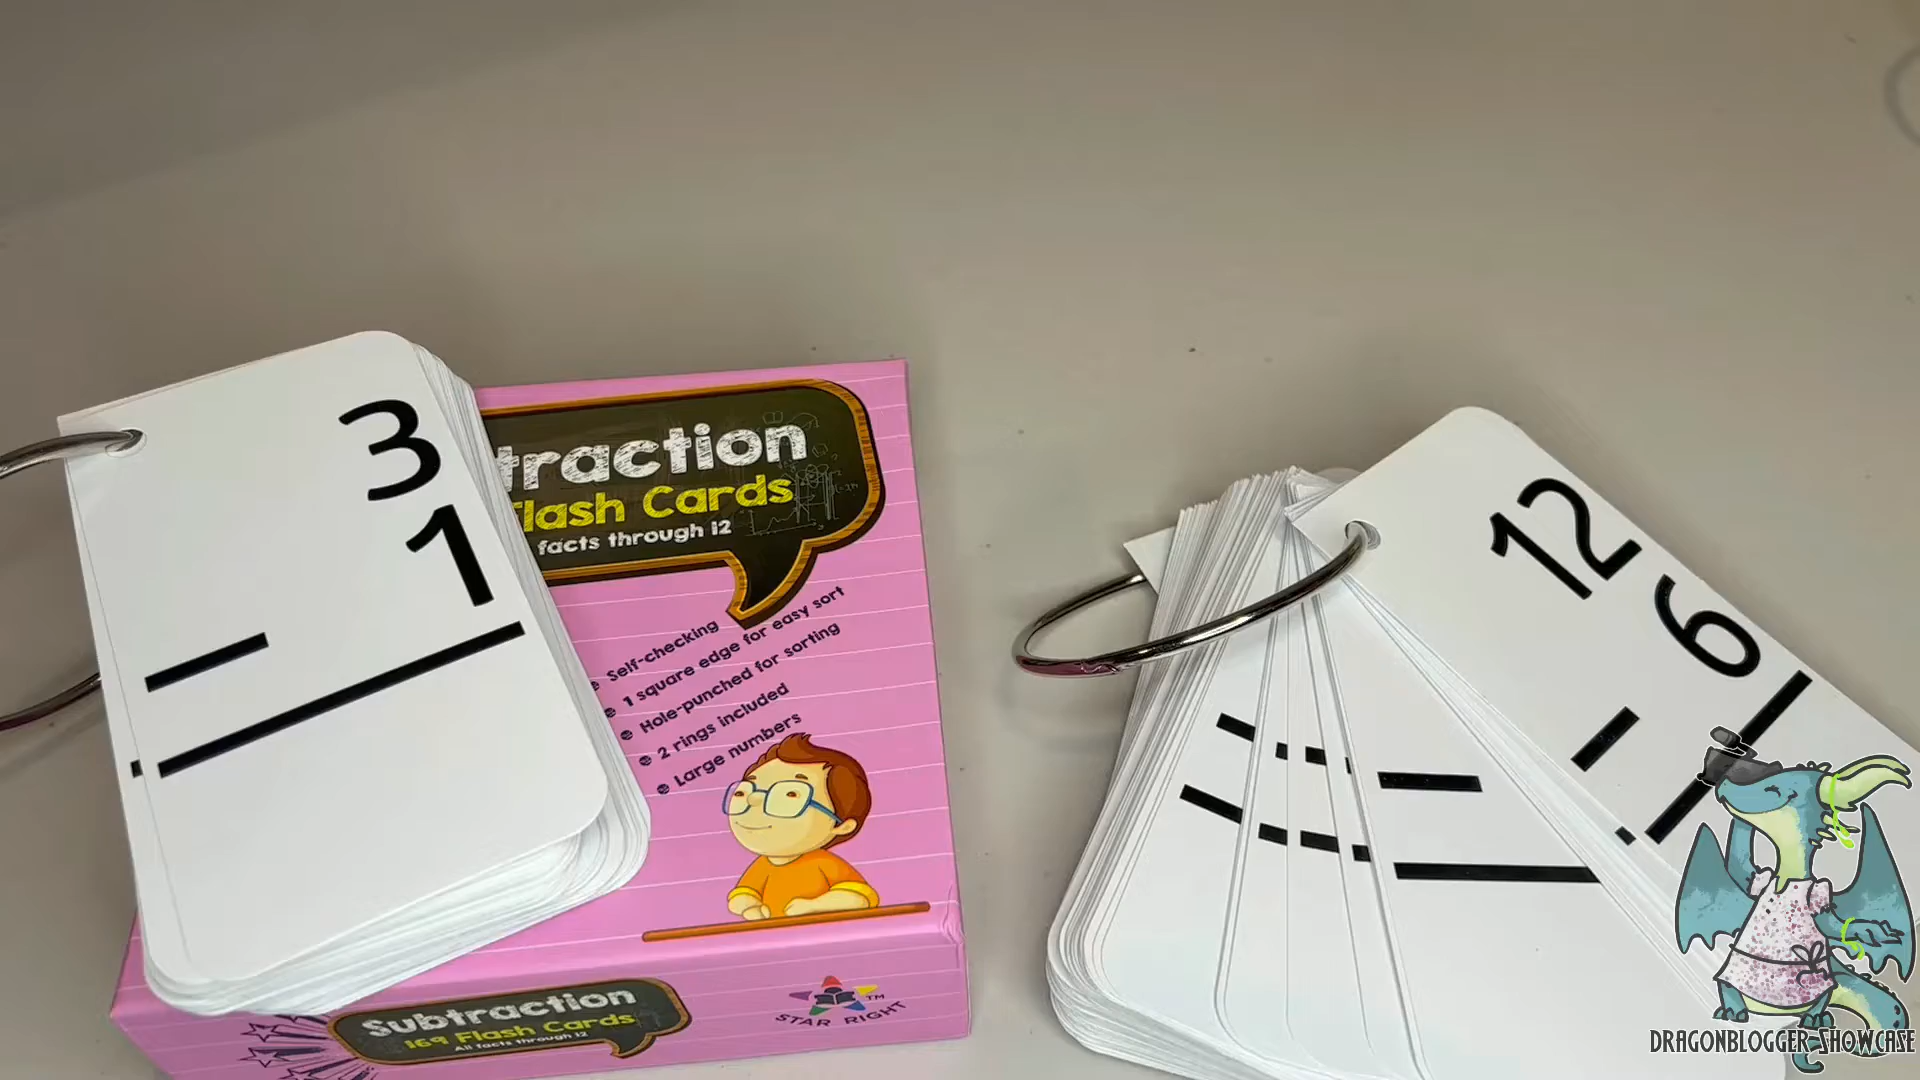 3
1
traction
Flash Cards
facts through 12
Self-checking
1 square edge for easy sort
Hole-punched for sorting
2 rings included
Large numbers
Subtraction
169 Flash Cards
All facts through 12
STAR RIGHT
TM
12
6
DRAGONBLOGGER SHOWCASE